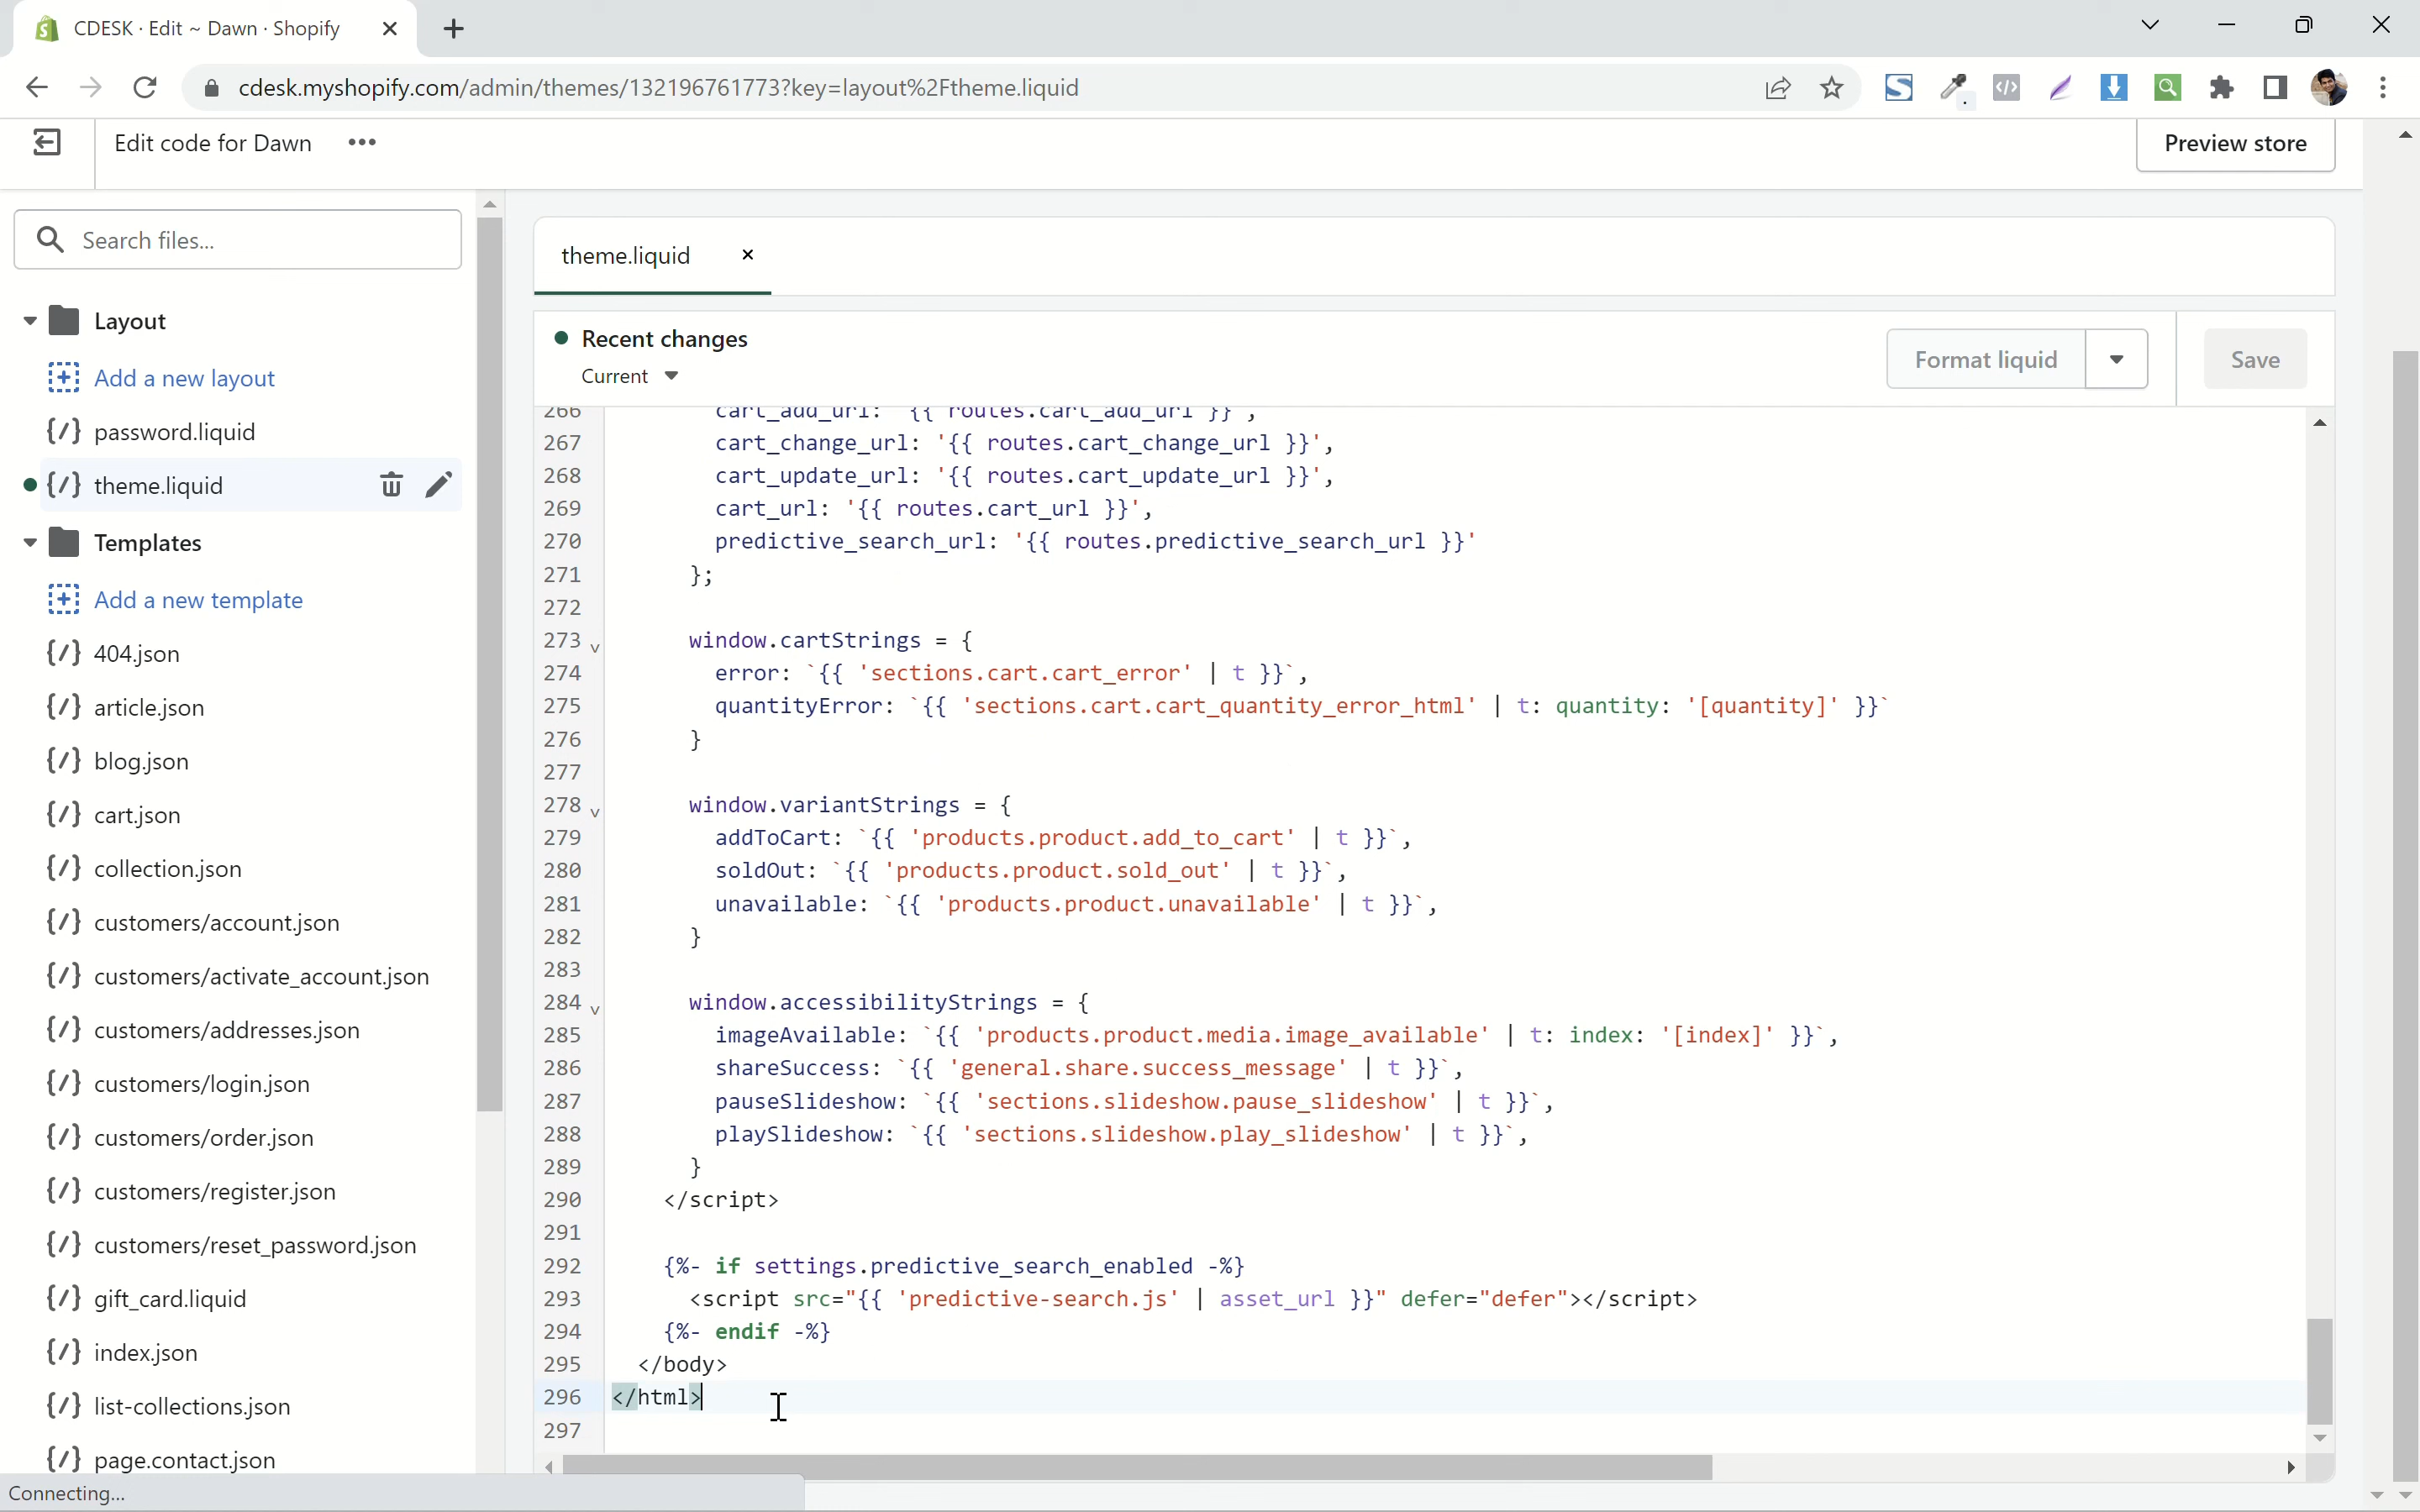 CDESK · Edit ~ Dawn · Shopify
cdesk.myshopify.com/admin/themes/132196761773?key=layout%2Ftheme.liquid
Edit code for Dawn
Preview store
Search files...
Layout
Add a new layout
{/} password.liquid
{/} theme.liquid
Templates
Add a new template
{/} 404.json
{/} article.json
{/} blog.json
{/} cart.json
{/} collection.json
{/} customers/account.json
{/} customers/activate_account.json
{/} customers/addresses.json
{/} customers/login.json
{/} customers/order.json
{/} customers/register.json
{/} customers/reset_password.json
{/} gift_card.liquid
{/} index.json
{/} list-collections.json
{/} page.contact.json
Connecting...
theme.liquid
Recent changes
Current
Format liquid
Save
266 cart_add_url: '{{ routes.cart_add_url }}',
267 cart_change_url: '{{ routes.cart_change_url }}',
268 cart_update_url: '{{ routes.cart_update_url }}',
269 cart_url: '{{ routes.cart_url }}',
270 predictive_search_url: '{{ routes.predictive_search_url }}'
271 };
272
273 window.cartStrings = {
274 error: `{{ 'sections.cart.cart_error' | t }}`,
275 quantityError: `{{ 'sections.cart.cart_quantity_error_html' | t: quantity: '[quantity]' }}`
276 }
277
278 window.variantStrings = {
279 addToCart: `{{ 'products.product.add_to_cart' | t }}`,
280 soldOut: `{{ 'products.product.sold_out' | t }}`,
281 unavailable: `{{ 'products.product.unavailable' | t }}`,
282 }
283
284 window.accessibilityStrings = {
285 imageAvailable: `{{ 'products.product.media.image_available' | t: index: '[index]' }}`,
286 shareSuccess: `{{ 'general.share.success_message' | t }}`,
287 pauseSlideshow: `{{ 'sections.slideshow.pause_slideshow' | t }}`,
288 playSlideshow: `{{ 'sections.slideshow.play_slideshow' | t }}`,
289 }
290 </script>
291
292 {%- if settings.predictive_search_enabled -%}
293 <script src="{{ 'predictive-search.js' | asset_url }}" defer="defer"></script>
294 {%- endif -%}
295 </body>
296 </html>
297